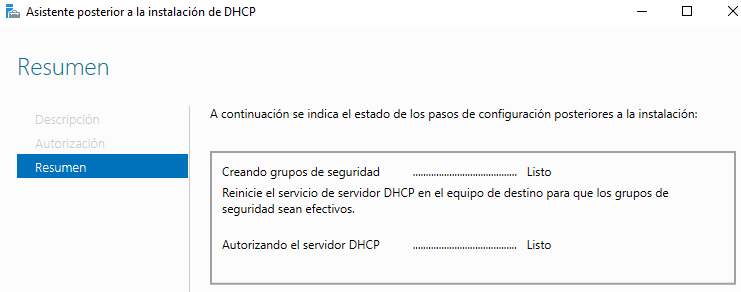 Asistente posterior a la instalación de DHCP
Resumen
Descripción
Autorización
Resumen
A continuación se indica el estado de los pasos de configuración posteriores a la instalación:
Creando grupos de seguridad ........................................ Listo
Reinicie el servicio de servidor DHCP en el equipo de destino para que los grupos de
seguridad sean efectivos.
Autorizando el servidor DHCP ........................................ Listo